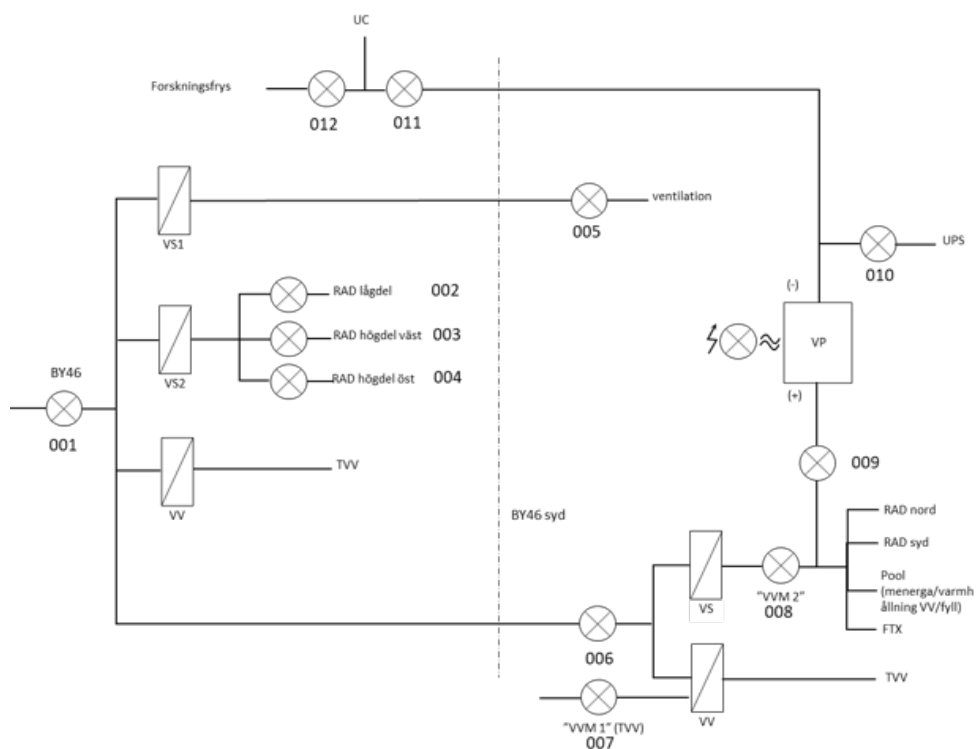 UC
Forskningsfrys
012
011
VS1
005
ventilation
010
UPS
RAD lågdel 002
RAD högdel väst 003
RAD högdel öst 004
VS2
(-)
VP
(+)
BY46
001
TVV
VV
009
BY46 syd
RAD nord
RAD syd
Pool
(menerga/varmh
ållning VV/fyll)
FTX
VS
"VVM 2"
008
006
TVV
VV
"VVM 1" (TVV)
007